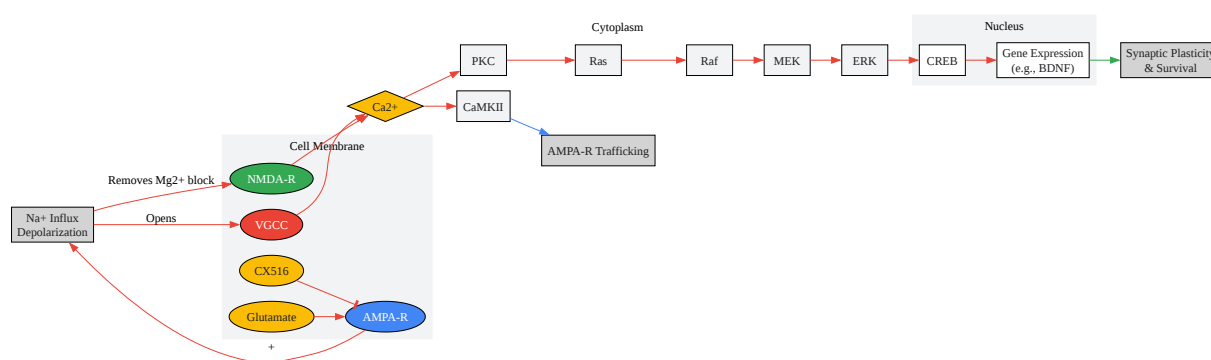 Cytoplasm
Nucleus
PKC
Ras
Raf
MEK
ERK
CREB
Gene Expression
(e.g., BDNF)
Synaptic Plasticity
& Survival
Ca2+
CaMKII
AMPA-R Trafficking
Cell Membrane
Removes Mg2+ block
NMDA-R
Na+ Influx
Depolarization
Opens
VGCC
CX516
Glutamate
AMPA-R
+